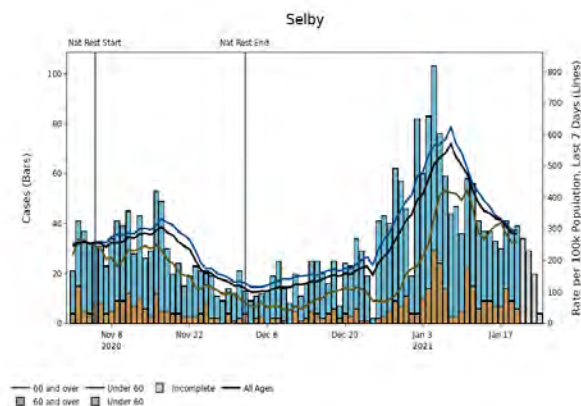 Selby
Nat Rest Start
Nat Rest End
Cases (Bars)
100
80
60
40
20
0
Rate per 100k Population, Last 7 Days (Lines)
800
700
600
500
400
300
200
100
0
Nov 8
2020
Nov 22
Dec 6
Dec 20
Jan 3
2021
Jan 17
60 and over
Under 60
Incomplete
All Ages
60 and over
Under 60